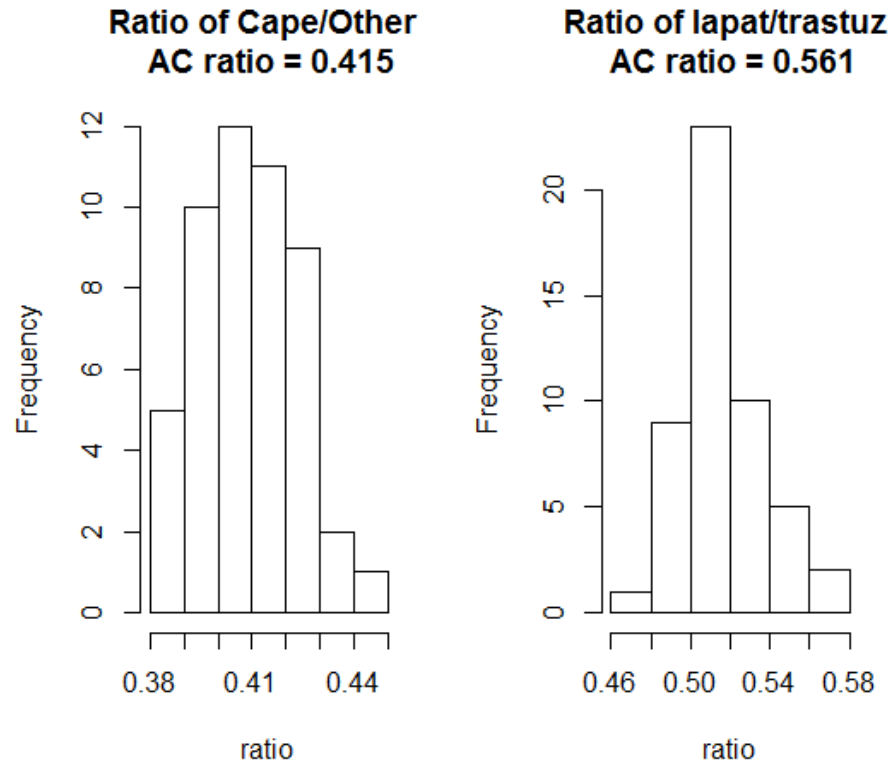 Ratio of Cape/Other
AC ratio = 0.415
12
10
8
6
4
2
0
Frequency
0.38 0.41 0.44
ratio
Ratio of lapat/trastuz
AC ratio = 0.561
20
15
10
5
0
Frequency
0.46 0.50 0.54 0.58
ratio